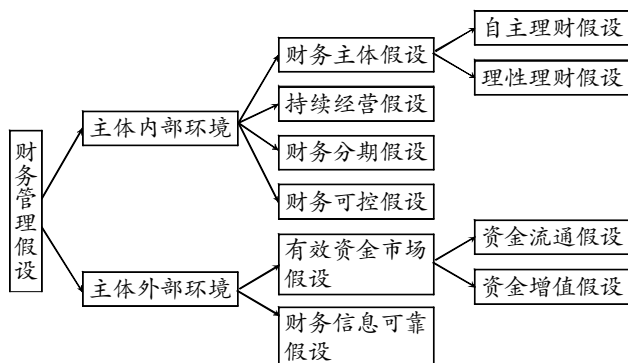 财务管理假设
主体内部环境
财务主体假设
自主理财假设
理性理财假设
持续经营假设
财务分期假设
财务可控假设
主体外部环境
有效资金市场
假设
资金流通假设
资金增值假设
财务信息可靠
假设